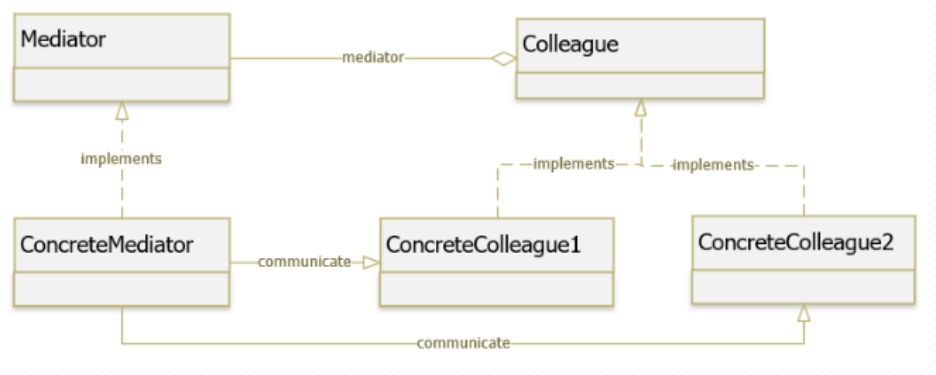 Mediator
mediator
Colleague
implements
implements
implements
ConcreteMediator
communicate
ConcreteColleague1
ConcreteColleague2
communicate